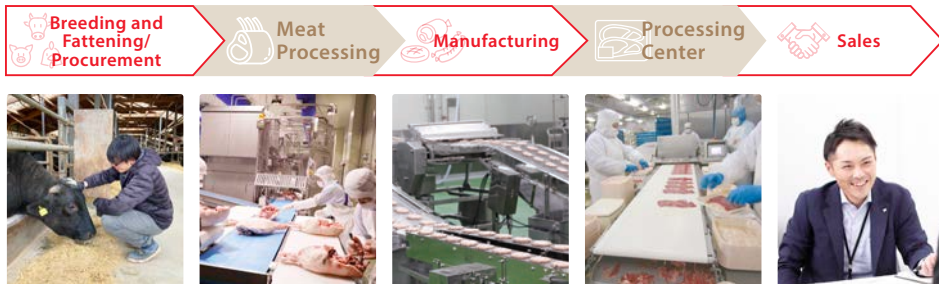 Breeding and
Fattening/
Procurement
Meat
Processing
Manufacturing
Processing
Center
Sales